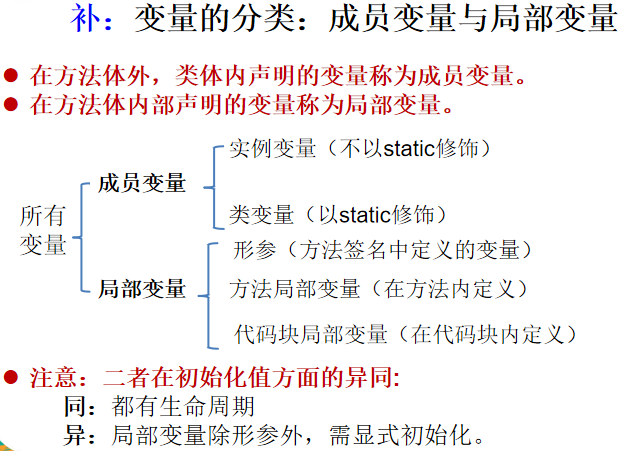 补：变量的分类：成员变量与局部变量
在方法体外，类体内声明的变量称为成员变量。
在方法体内部声明的变量称为局部变量。
所有变量
成员变量
实例变量（不以static修饰）
类变量（以static修饰）
局部变量
形参（方法签名中定义的变量）
方法局部变量（在方法内定义）
代码块局部变量（在代码块内定义）
注意：二者在初始化值方面的异同:
同：都有生命周期
异：局部变量除形参外，需显式初始化。